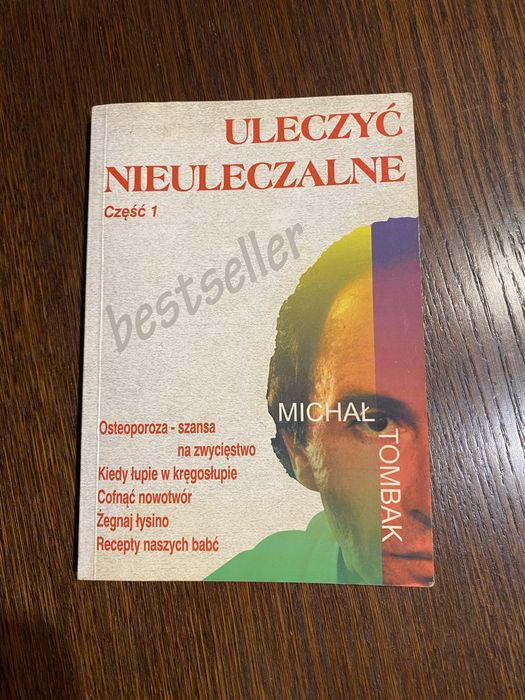 ULECZYĆ
NIEULECZALNE
Część 1
bestseller
MICHAŁ
TOMBAK
Osteoporoza - szansa
na zwycięstwo
Kiedy łupie w kręgosłupie
Cofnąć nowotwór
Żegnaj łysino
Recepty naszych babć